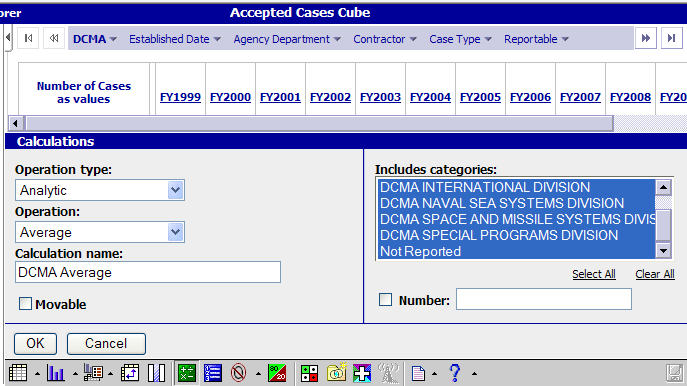 orer Accepted Cases Cube
DCMA Established Date Agency Department Contractor Case Type Reportable
Number of Cases
as values
FY1999 FY2000 FY2001 FY2002 FY2003 FY2004 FY2005 FY2006 FY2007 FY2008 FY20
Calculations
Operation type:
Analytic
Operation:
Average
Calculation name:
DCMA Average
Movable
Includes categories:
DCMA INTERNATIONAL DIVISION
DCMA NAVAL SEA SYSTEMS DIVISION
DCMA SPACE AND MISSILE SYSTEMS DIVIS
DCMA SPECIAL PROGRAMS DIVISION
Not Reported
Select All Clear All
Number:
OK Cancel
80
20
?